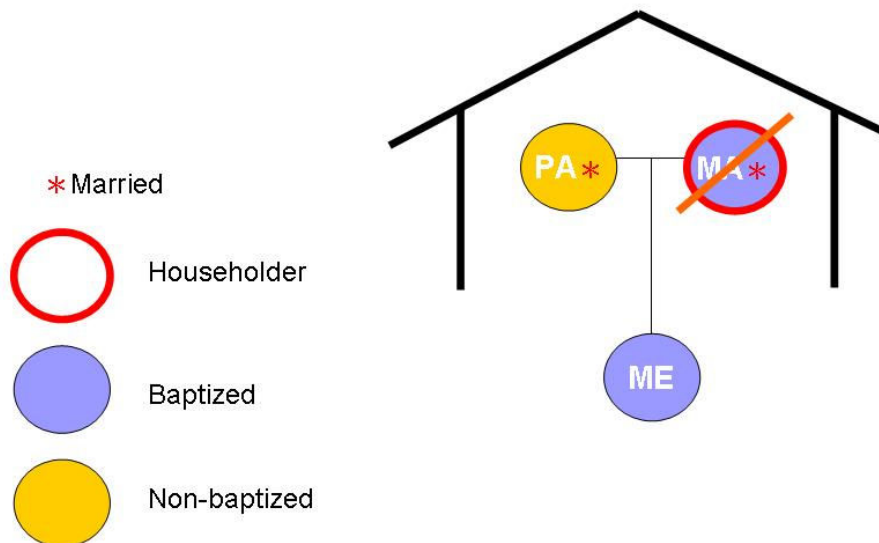 PA* MA*
* Married
Householder
ME
Baptized
Non-baptized